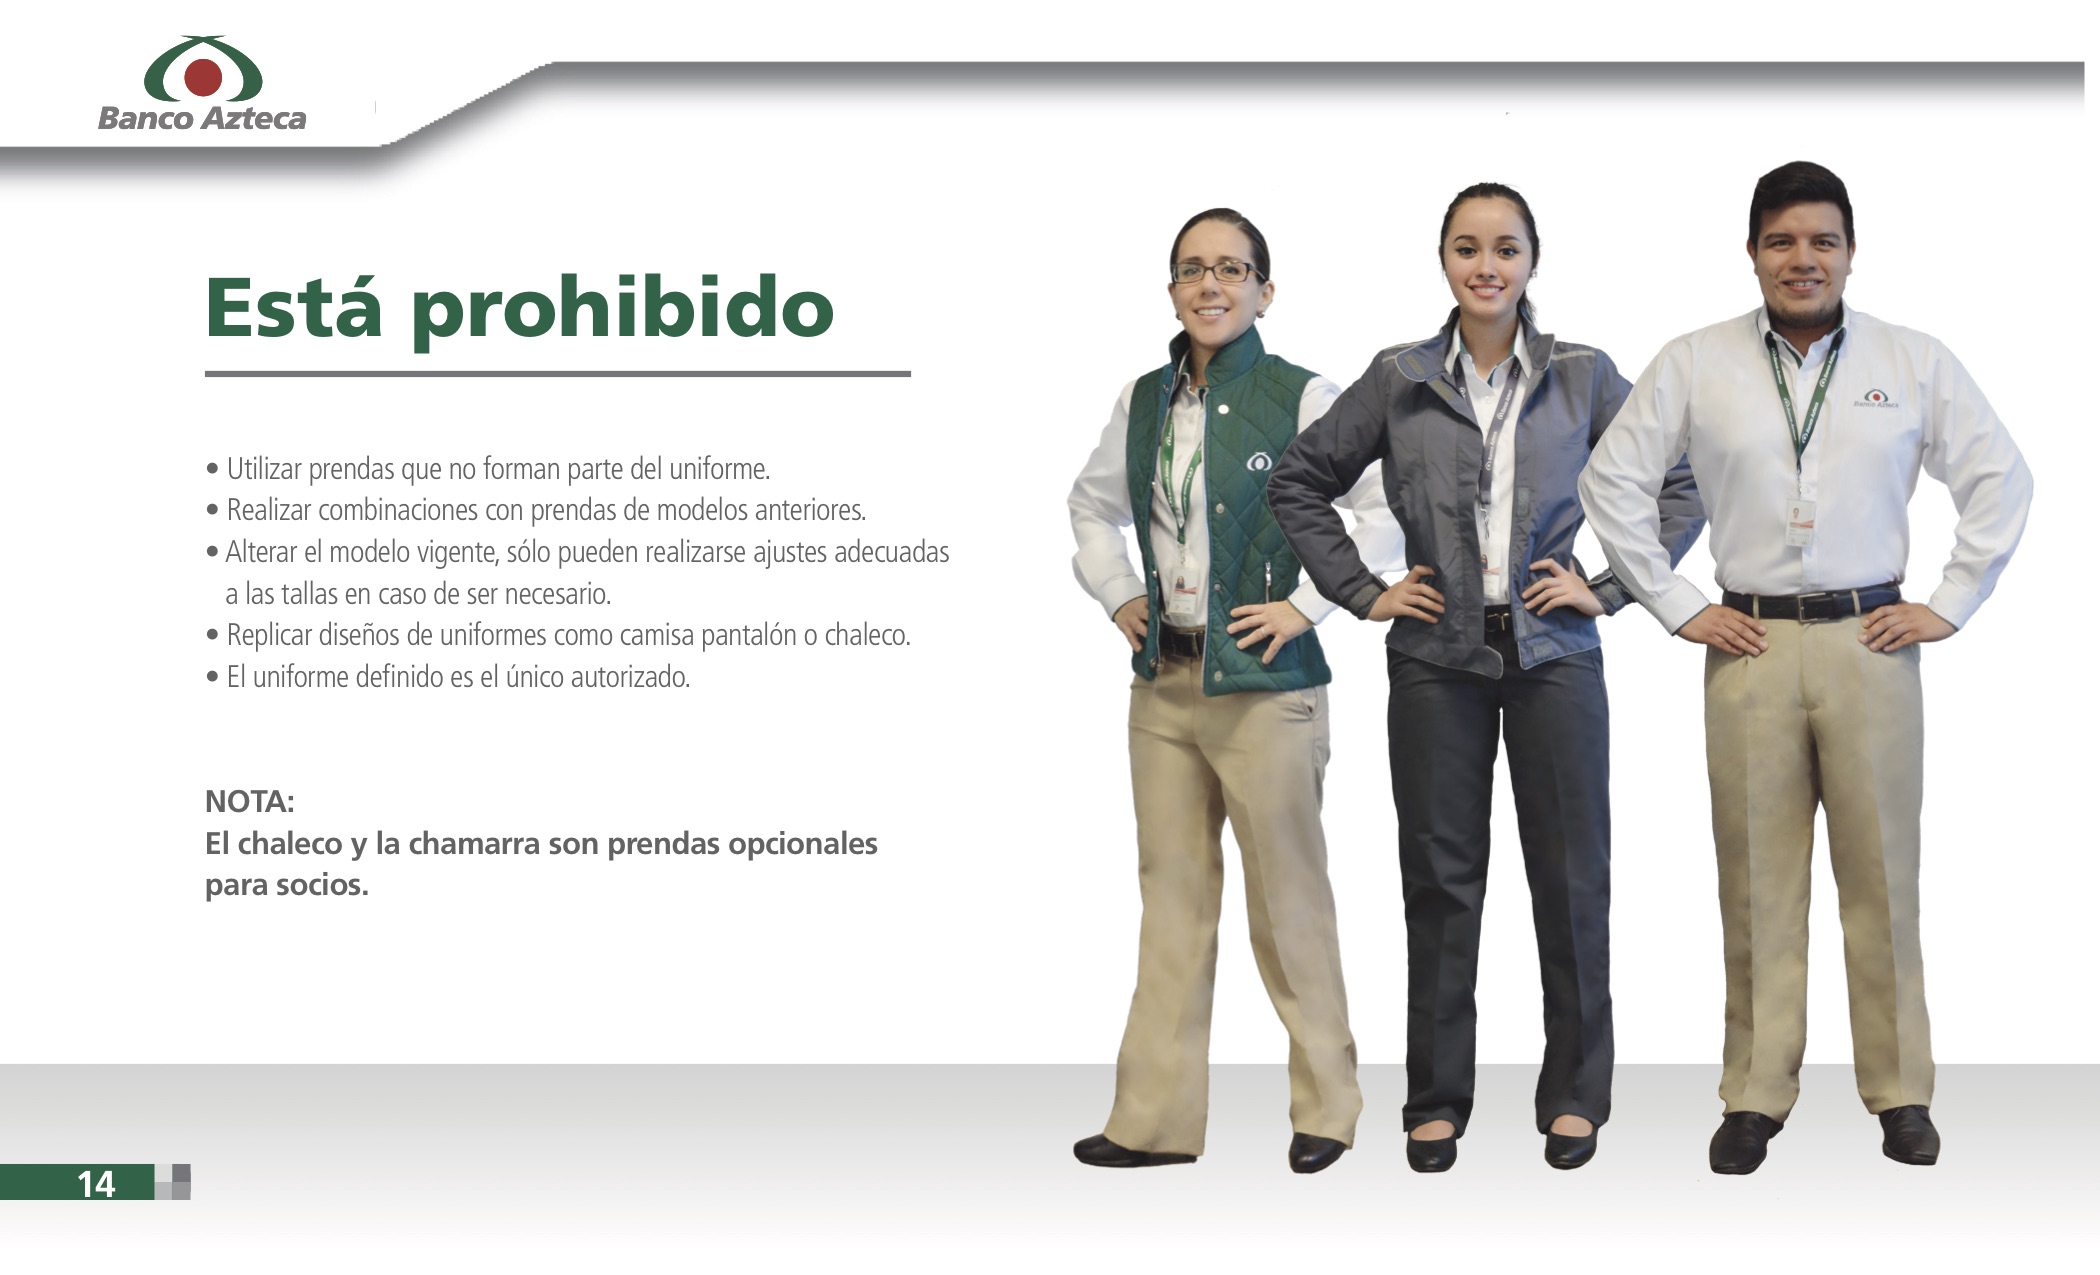 Banco Azteca
Está prohibido
• Utilizar prendas que no forman parte del uniforme.
• Realizar combinaciones con prendas de modelos anteriores.
• Alterar el modelo vigente, sólo pueden realizarse ajustes adecuadas
a las tallas en caso de ser necesario.
• Replicar diseños de uniformes como camisa pantalón o chaleco.
• El uniforme definido es el único autorizado.
NOTA:
El chaleco y la chamarra son prendas opcionales
para socios.
Banco Azteca
14